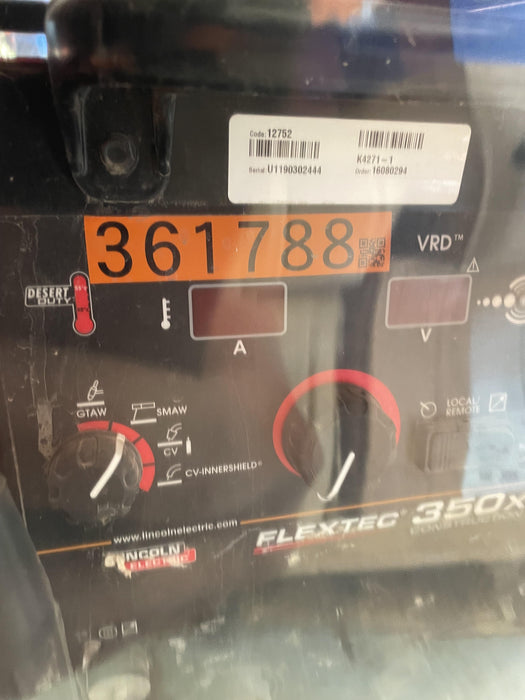 Code: 12752
Serial: U1190302444
K4271-1
Order: 16080294
361788
VRD™
DESERT
DUTY
A
V
GTAW
SMAW
CV
CV-INNERSHIELD®
LOCAL/
REMOTE
www.lincolnelectric.com
FLEXTEC® 350X
CONSTRUCTION
LINCOLN
ELECTRIC